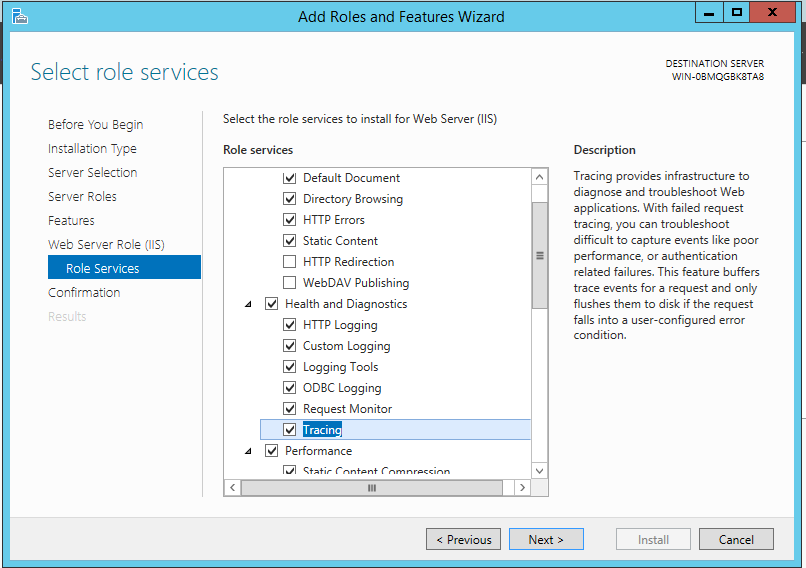 Add Roles and Features Wizard
Select role services
DESTINATION SERVER
WIN-0BMQGBK8TA8
Before You Begin
Installation Type
Server Selection
Server Roles
Features
Web Server Role (IIS)
Role Services
Confirmation
Results
Select the role services to install for Web Server (IIS)
Role services
Default Document
Directory Browsing
HTTP Errors
Static Content
HTTP Redirection
WebDAV Publishing
Health and Diagnostics
HTTP Logging
Custom Logging
Logging Tools
ODBC Logging
Request Monitor
Tracing
Performance
Static Content Compression
Description
Tracing provides infrastructure to
diagnose and troubleshoot Web
applications. With failed request
tracing, you can troubleshoot
difficult to capture events like poor
performance, or authentication
related failures. This feature buffers
trace events for a request and only
flushes them to disk if the request
falls into a user-configured error
condition.
< Previous
Next >
Install
Cancel